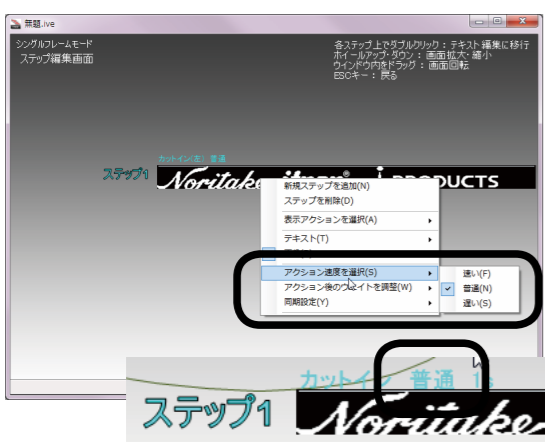 無題.ive
シングルフレームモード
ステップ編集画面
各ステップ上でダブルクリック：テキスト編集に移行
ホイールアップ・ダウン：画面拡大・縮小
ウインドウ内をドラッグ：画面回転
ESCキー：戻る
カットイン(左) 普通
ステップ1
Noritake itron® PRODUCTS
新規ステップを追加(N)
ステップを削除(D)
表示アクションを選択(A)
テキスト(T)
アクション速度を選択(S)
アクション後のウェイトを調整(W)
同期設定(Y)
速い(F)
普通(N)
遅い(S)
カットイン 普通 1s
ステップ1
Noritake